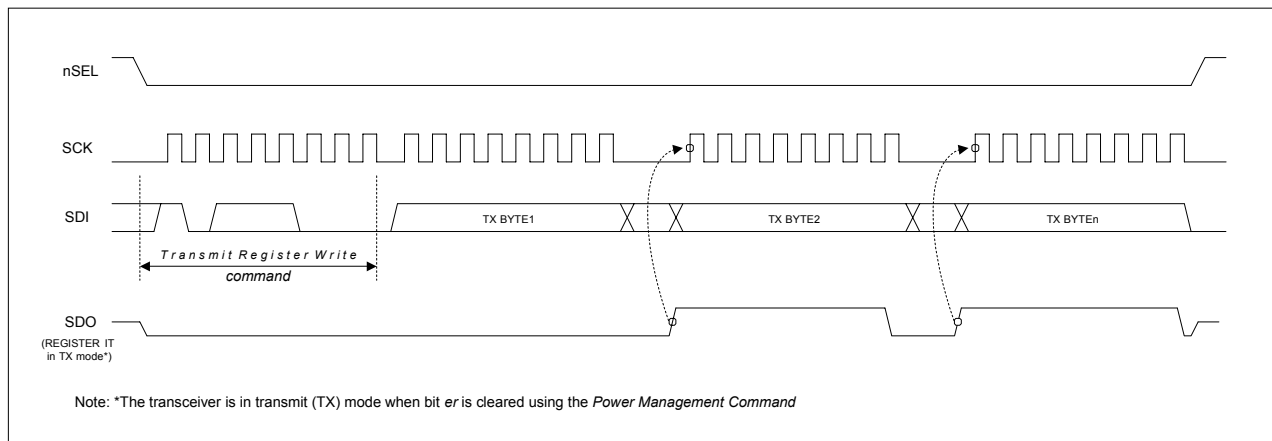 nSEL
SCK
SDI
TX BYTE1
TX BYTE2
TX BYTEn
Transmit Register Write
command
SDO
(REGISTER IT
in TX mode*)
Note: *The transceiver is in transmit (TX) mode when bit er is cleared using the Power Management Command